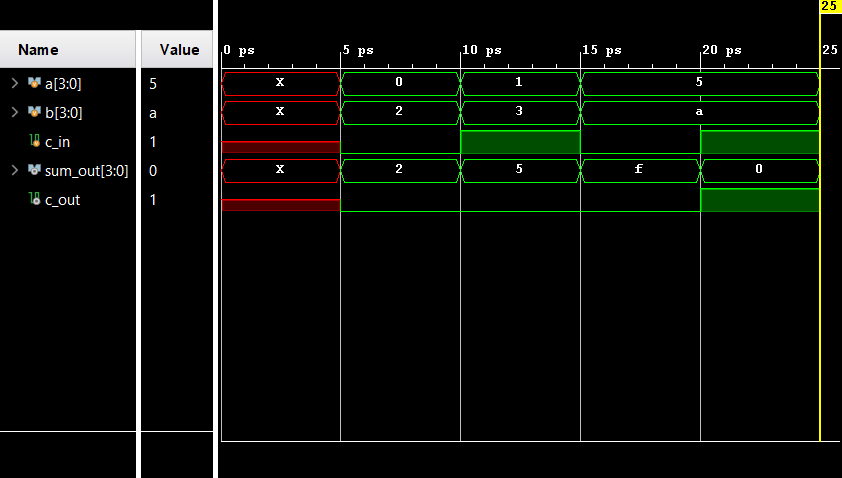 25
Name Value 0 ps 5 ps 10 ps 15 ps 20 ps 25
a[3:0] 5 X 0 1 5
b[3:0] a X 2 3 a
c_in 1
sum_out[3:0] 0 X 2 5 f 0
c_out 1